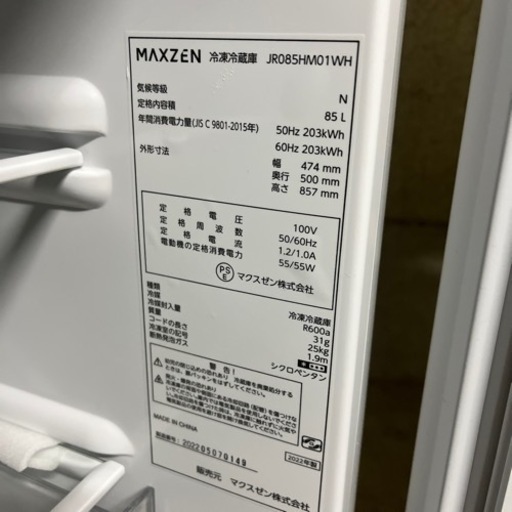 MAXZEN 冷凍冷蔵庫 JR085HM01WH
気候等級 N
定格内容積 85 L
年間消費電力量(JIS C 9801-2015年) 50Hz 203kWh
60Hz 203kWh
外形寸法 幅 474 mm
奥行 500 mm
高さ 857 mm
定格電圧 100V
定格周波数 50/60Hz
定格電流 1.2/1.0A
電動機の定格消費電力 55/55W
PSE マクスゼン株式会社
種類 冷凍冷蔵庫
冷媒 R600a
冷媒封入量 31g
質量 25kg
コードの長さ 1.9m
冷凍室の記号
断熱発泡ガス シクロペンタン
警告!
MADE IN CHINA
製造番号: 202205070149
2022年製
販売元 マクスゼン株式会社